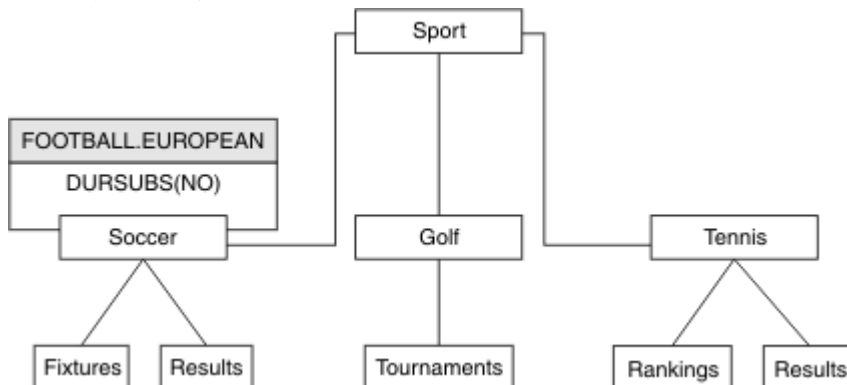 Sport
FOOTBALL.EUROPEAN
DURSUBS(NO)
Soccer
Golf
Tennis
Fixtures
Results
Tournaments
Rankings
Results